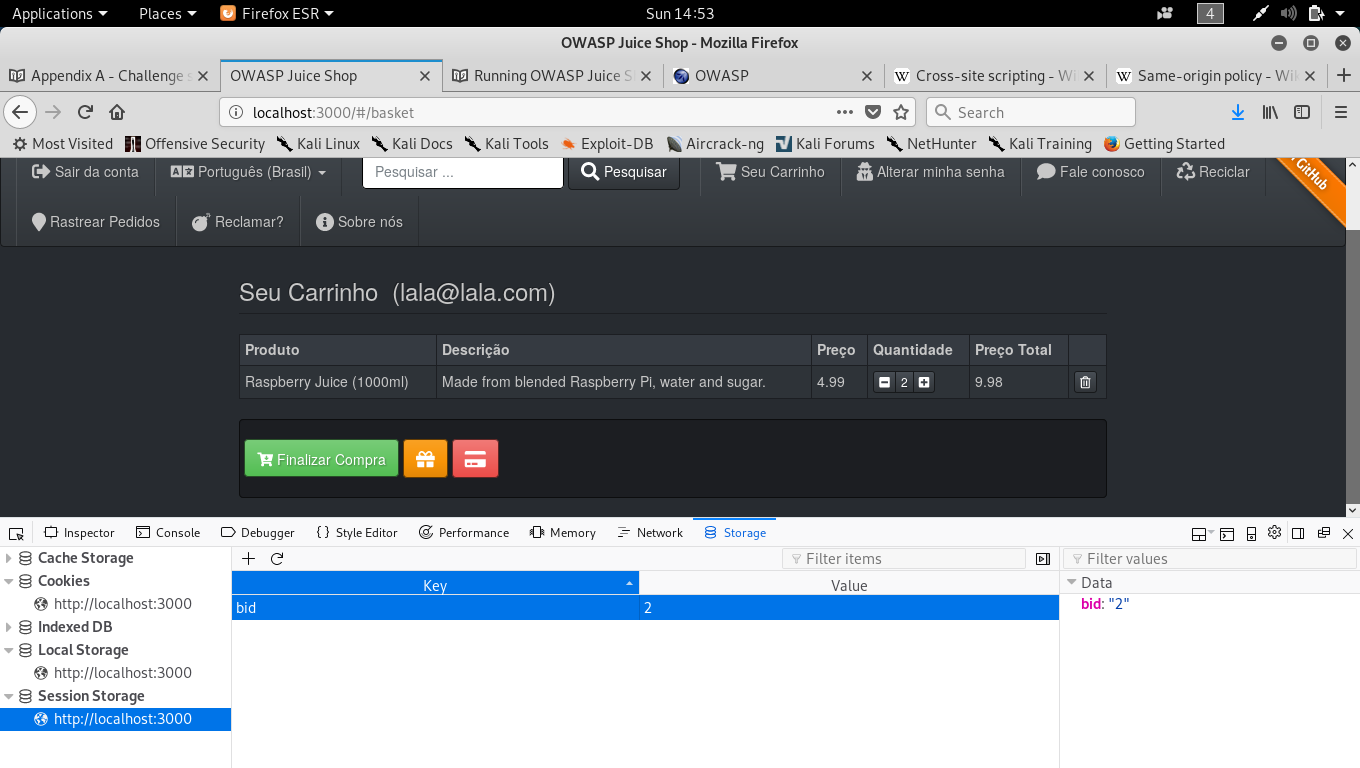 Applications Places Firefox ESR Sun 14:53 4
OWASP Juice Shop - Mozilla Firefox
Appendix A - Challenge s OWASP Juice Shop Running OWASP Juice S OWASP Cross-site scripting - Wi Same-origin policy - Wik
localhost:3000/#/basket Search
Most Visited Offensive Security Kali Linux Kali Docs Kali Tools Exploit-DB Aircrack-ng Kali Forums NetHunter Kali Training Getting Started
Sair da conta Português (Brasil) Pesquisar ... Pesquisar Seu Carrinho Alterar minha senha Fale conosco Reciclar GitHub
Rastrear Pedidos Reclamar? Sobre nós
Seu Carrinho (lala@lala.com)
Produto Descrição Preço Quantidade Preço Total
Raspberry Juice (1000ml) Made from blended Raspberry Pi, water and sugar. 4.99 2 9.98
Finalizar Compra
Inspector Console Debugger Style Editor Performance Memory Network Storage
Cache Storage Filter items Filter values
Cookies Key Value Data
http://localhost:3000 bid 2 bid: "2"
Indexed DB
Local Storage
http://localhost:3000
Session Storage
http://localhost:3000